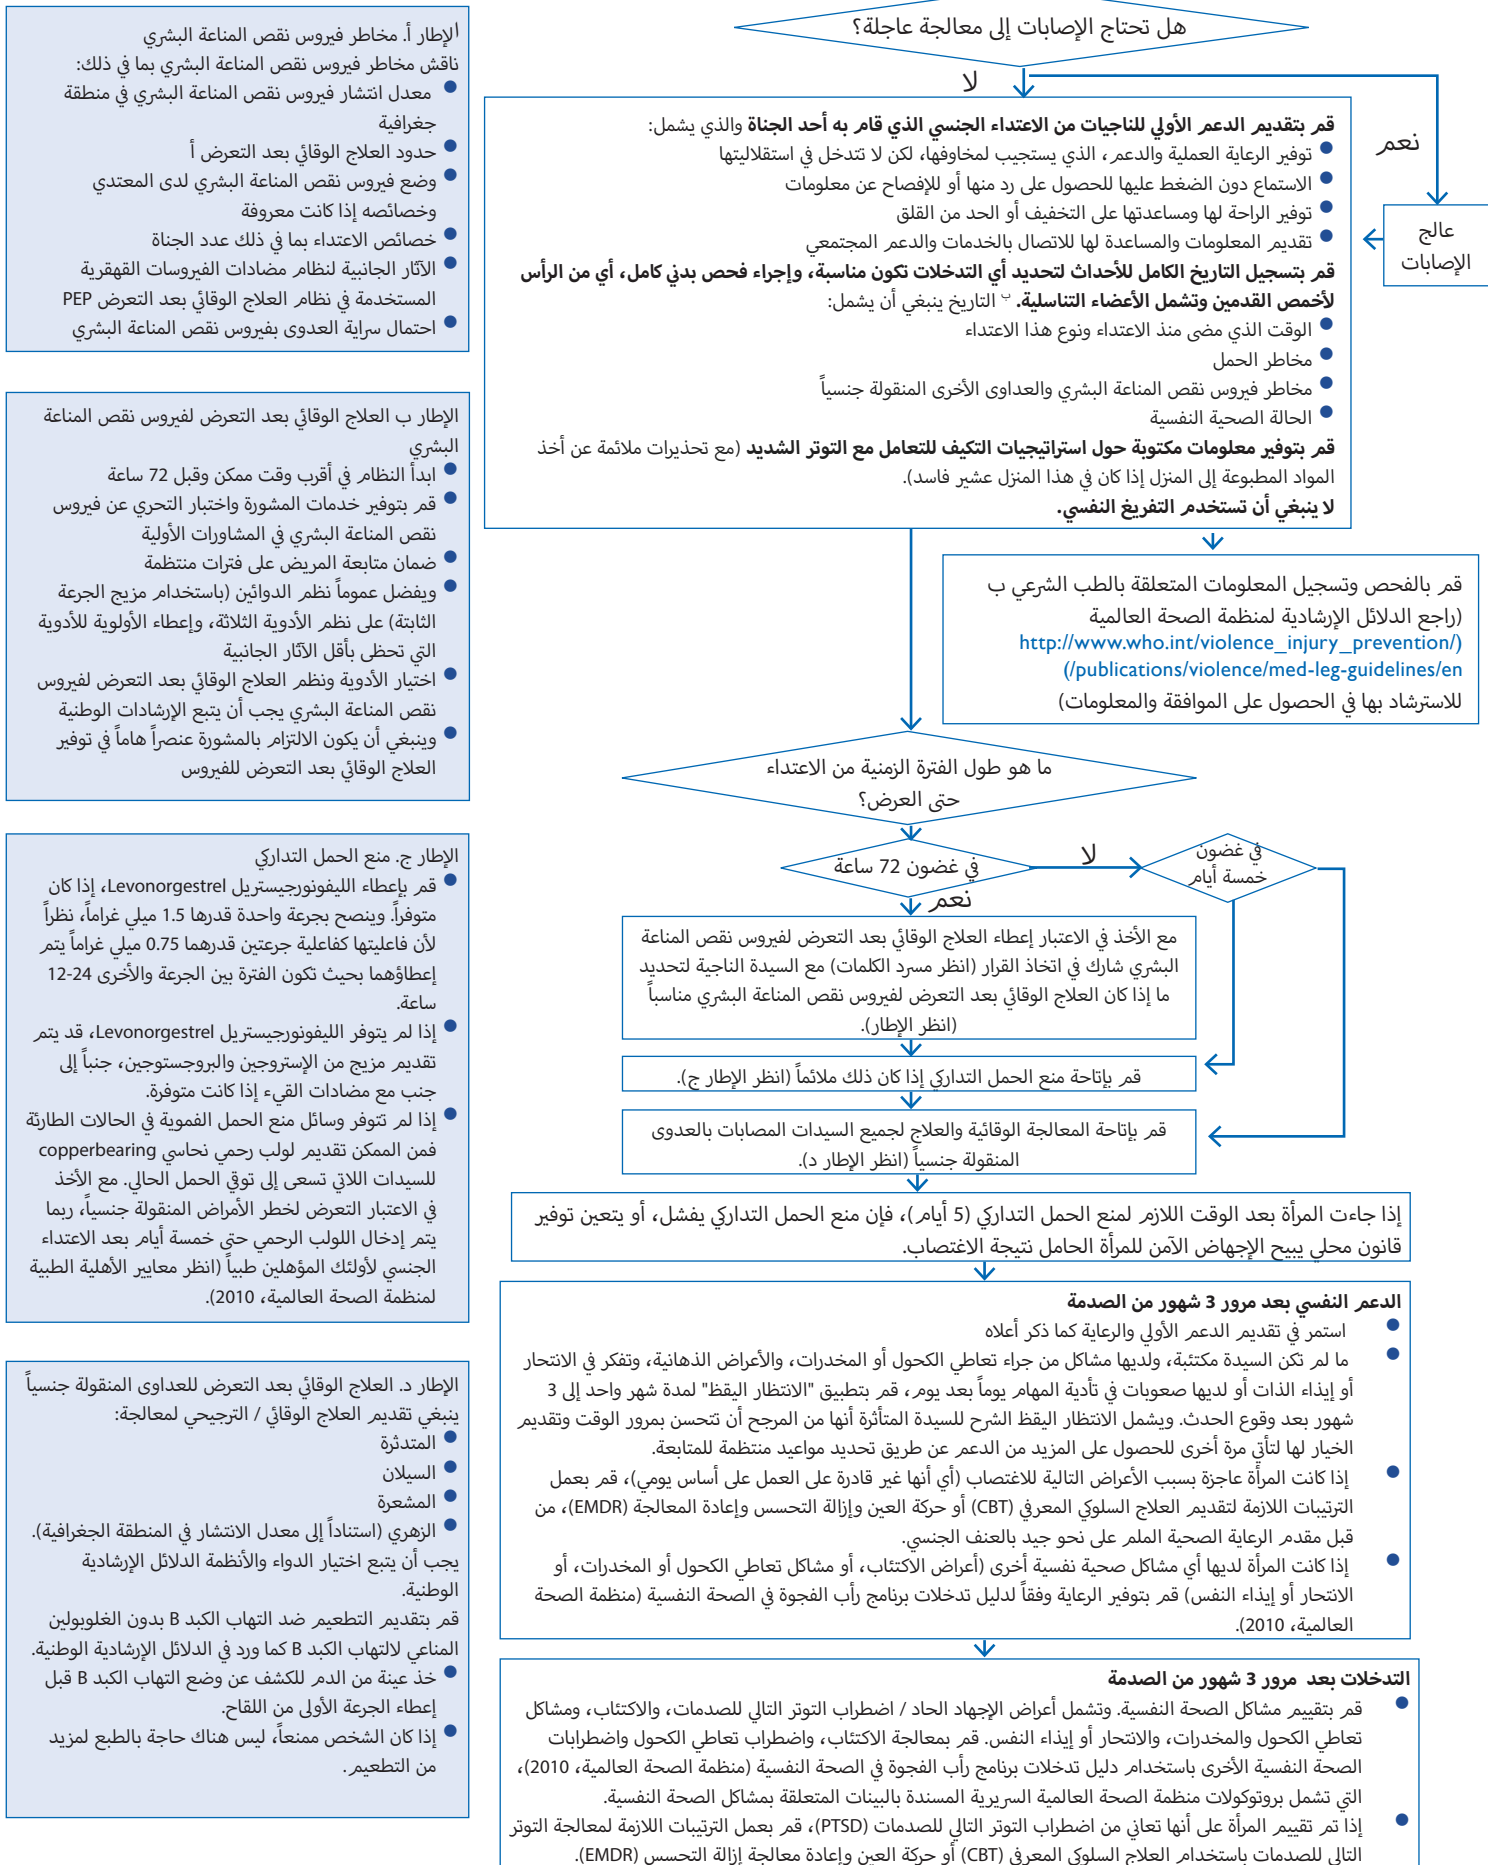 هل تحتاج الإصابات إلى معالجة عاجلة؟
لا
نعم
عالج
الإصابات
قم بتقديم الدعم الأولي للناجيات من الاعتداء الجنسي الذي قام به أحد الجناة والذي يشمل:
● توفير الرعاية العملية والدعم، الذي يستجيب لمخاوفها، لكن لا تتدخل في استقلاليتها
● الاستماع دون الضغط عليها للحصول على رد منها أو للإفصاح عن معلومات
● توفير الراحة لها ومساعدتها على التخفيف أو الحد من القلق
● تقديم المعلومات والمساعدة لها للاتصال بالخدمات والدعم المجتمعي
قم بتسجيل التاريخ الكامل للأحداث لتحديد أي التدخلات تكون مناسبة، وإجراء فحص بدني كامل، أي من الرأس
لأخمص القدمين وتشمل الأعضاء التناسلية. ب التاريخ ينبغي أن يشمل:
● الوقت الذي مضى منذ الاعتداء ونوع هذا الاعتداء
● مخاطر الحمل
● مخاطر فيروس نقص المناعة البشري والعداوى الأخرى المنقولة جنسياً
● الحالة الصحية النفسية
قم بتوفير معلومات مكتوبة حول استراتيجيات التكيف للتعامل مع التوتر الشديد (مع تحذيرات ملائمة عن أخذ
المواد المطبوعة إلى المنزل إذا كان في هذا المنزل عشير فاسد).
لا ينبغي أن تستخدم التفريغ النفسي.
قم بالفحص وتسجيل المعلومات المتعلقة بالطب الشرعي ب
(راجع الدلائل الإرشادية لمنظمة الصحة العالمية
http://www.who.int/violence_injury_prevention/)
(/publications/violence/med-leg-guidelines/en
للاسترشاد بها في الحصول على الموافقة والمعلومات)
ما هو طول الفترة الزمنية من الاعتداء
حتى العرض؟
في غضون 72 ساعة
لا
في غضون
خمسة أيام
نعم
مع الأخذ في الاعتبار إعطاء العلاج الوقائي بعد التعرض لفيروس نقص المناعة
البشري شارك في اتخاذ القرار (انظر مسرد الكلمات) مع السيدة الناجية لتحديد
ما إذا كان العلاج الوقائي بعد التعرض لفيروس نقص المناعة البشري مناسباً
(انظر الإطار).
قم بإتاحة منع الحمل التداركي إذا كان ذلك ملائماً (انظر الإطار ج).
قم بإتاحة المعالجة الوقائية والعلاج لجميع السيدات المصابات بالعدوى
المنقولة جنسياً (انظر الإطار د).
إذا جاءت المرأة بعد الوقت اللازم لمنع الحمل التداركي (5 أيام)، فإن منع الحمل التداركي يفشل، أو يتعين توفير
قانون محلي يبيح الإجهاض الآمن للمرأة الحامل نتيجة الاغتصاب.
الدعم النفسي بعد مرور 3 شهور من الصدمة
● استمر في تقديم الدعم الأولي والرعاية كما ذكر أعلاه
● ما لم تكن السيدة مكتئبة، ولديها مشاكل من جراء تعاطي الكحول أو المخدرات، والأعراض الذهانية، وتفكر في الانتحار
أو إيذاء الذات أو لديها صعوبات في تأدية المهام يوماً بعد يوم، قم بتطبيق "الانتظار اليقظ" لمدة شهر واحد إلى 3
شهور بعد وقوع الحدث. ويشمل الانتظار اليقظ الشرح للسيدة المتأثرة أنها من المرجح أن تتحسن بمرور الوقت وتقديم
الخيار لها لتأتي مرة أخرى للحصول على المزيد من الدعم عن طريق تحديد مواعيد منتظمة للمتابعة.
● إذا كانت المرأة عاجزة بسبب الأعراض التالية للاغتصاب (أي أنها غير قادرة على العمل على أساس يومي)، قم بعمل
الترتيبات اللازمة لتقديم العلاج السلوكي المعرفي (CBT) أو حركة العين وإزالة التحسس وإعادة المعالجة (EMDR)، من
قبل مقدم الرعاية الصحية الملم على نحو جيد بالعنف الجنسي.
● إذا كانت المرأة لديها أي مشاكل صحية نفسية أخرى (أعراض الاكتئاب، أو مشاكل تعاطي الكحول أو المخدرات، أو
الانتحار أو إيذاء النفس) قم بتوفير الرعاية وفقاً لدليل تدخلات برنامج رأب الفجوة في الصحة النفسية (منظمة الصحة
العالمية، 2010).
التدخلات بعد مرور 3 شهور من الصدمة
● قم بتقييم مشاكل الصحة النفسية. وتشمل أعراض الإجهاد الحاد / اضطراب التوتر التالي للصدمات، والاكتئاب، ومشاكل
تعاطي الكحول والمخدرات، والانتحار أو إيذاء النفس. قم بمعالجة الاكتئاب، واضطراب تعاطي الكحول واضطرابات
الصحة النفسية الأخرى باستخدام دليل تدخلات برنامج رأب الفجوة في الصحة النفسية (منظمة الصحة العالمية، 2010)،
التي تشمل بروتوكولات منظمة الصحة العالمية السريرية المسندة بالبينات المتعلقة بمشاكل الصحة النفسية.
● إذا تم تقييم المرأة على أنها تعاني من اضطراب التوتر التالي للصدمات (PTSD)، قم بعمل الترتيبات اللازمة لمعالجة التوتر
التالي للصدمات باستخدام العلاج السلوكي المعرفي (CBT) أو حركة العين وإعادة معالجة إزالة التحسس (EMDR).
الإطار أ. مخاطر فيروس نقص المناعة البشري
ناقش مخاطر فيروس نقص المناعة البشري بما في ذلك:
● معدل انتشار فيروس نقص المناعة البشري في منطقة
جغرافية
● حدود العلاج الوقائي بعد التعرض أ
● وضع فيروس نقص المناعة البشري لدى المعتدي
وخصائصه إذا كانت معروفة
● خصائص الاعتداء بما في ذلك عدد الجناة
● الآثار الجانبية لنظام مضادات الفيروسات القهقرية
المستخدمة في نظام العلاج الوقائي بعد التعرض PEP
● احتمال سراية العدوى بفيروس نقص المناعة البشري
الإطار ب العلاج الوقائي بعد التعرض لفيروس نقص المناعة
البشري
● ابدأ النظام في أقرب وقت ممكن وقبل 72 ساعة
● قم بتوفير خدمات المشورة واختبار التحري عن فيروس
نقص المناعة البشري في المشاورات الأولية
● ضمان متابعة المريض على فترات منتظمة
● ويفضل عموماً نظم الدوائين (باستخدام مزيج الجرعة
الثابتة) على نظم الأدوية الثلاثة، وإعطاء الأولوية للأدوية
التي تحظى بأقل الآثار الجانبية
● اختيار الأدوية ونظم العلاج الوقائي بعد التعرض لفيروس
نقص المناعة البشري يجب أن يتبع الإرشادات الوطنية
● وينبغي أن يكون الالتزام بالمشورة عنصراً هاماً في توفير
العلاج الوقائي بعد التعرض للفيروس
الإطار ج. منع الحمل التداركي
● قم بإعطاء الليفونورجيستريل Levonorgestrel، إذا كان
متوفراً. وينصح بجرعة واحدة قدرها 1.5 ميلي غراماً، نظراً
لأن فاعليتها كفاعلية جرعتين قدرهما 0.75 ميلي غراماً يتم
إعطاؤهما بحيث تكون الفترة بين الجرعة والأخرى 24-12
ساعة.
● إذا لم يتوفر الليفونورجيستريل Levonorgestrel، قد يتم
تقديم مزيج من الإستروجين والبروجستوجين، جنباً إلى
جنب مع مضادات القيء إذا كانت متوفرة.
● إذا لم تتوفر وسائل منع الحمل الفموية في الحالات الطارئة
فمن الممكن تقديم لولب رحمي نحاسي copperbearing
للسيدات اللاتي تسعى إلى توقي الحمل الحالي. مع الأخذ
في الاعتبار التعرض لخطر الأمراض المنقولة جنسياً، ربما
يتم إدخال اللولب الرحمي حتى خمسة أيام بعد الاعتداء
الجنسي لأولئك المؤهلين طبياً (انظر معايير الأهلية الطبية
لمنظمة الصحة العالمية، 2010).
الإطار د. العلاج الوقائي بعد التعرض للعداوى المنقولة جنسياً
ينبغي تقديم العلاج الوقائي / الترجيحي لمعالجة:
● المتدثرة
● السيلان
● المشعرة
● الزهري (استناداً إلى معدل الانتشار في المنطقة الجغرافية).
يجب أن يتبع اختيار الدواء والأنظمة الدلائل الإرشادية
الوطنية.
قم بتقديم التطعيم ضد التهاب الكبد B بدون الغلوبولين
المناعي لالتهاب الكبد B كما ورد في الدلائل الإرشادية الوطنية.
● خذ عينة من الدم للكشف عن وضع التهاب الكبد B قبل
إعطاء الجرعة الأولى من اللقاح.
● إذا كان الشخص ممنعاً، ليس هناك حاجة بالطبع لمزيد
من التطعيم.